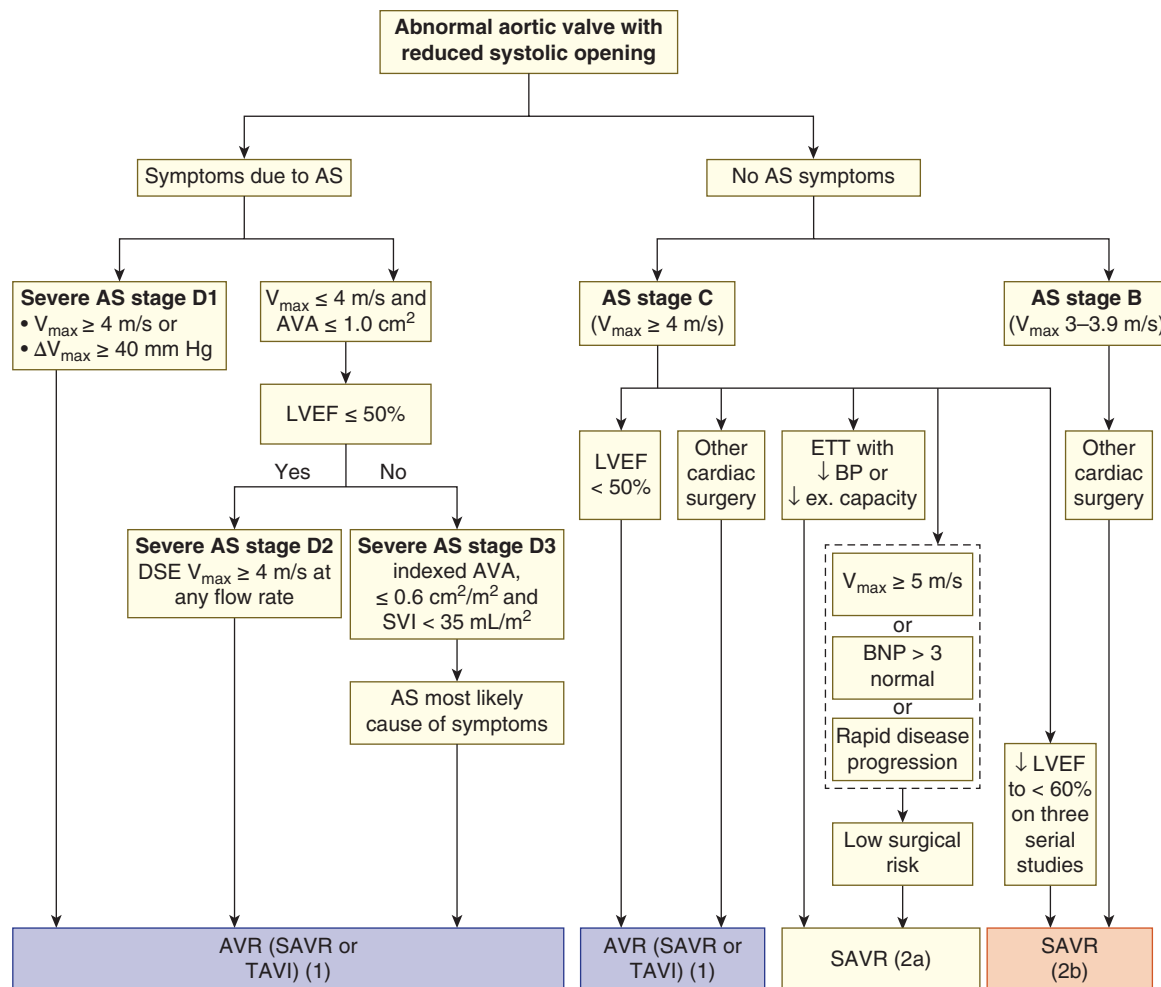 Abnormal aortic valve with
reduced systolic opening
Symptoms due to AS
No AS symptoms
Severe AS stage D1
• Vmax ≥ 4 m/s or
• ΔVmax ≥ 40 mm Hg
Vmax ≤ 4 m/s and
AVA ≤ 1.0 cm²
AS stage C
(Vmax ≥ 4 m/s)
AS stage B
(Vmax 3–3.9 m/s)
LVEF ≤ 50%
Yes
No
LVEF
< 50%
Other
cardiac
surgery
ETT with
↓ BP or
↓ ex. capacity
Other
cardiac
surgery
Severe AS stage D2
DSE Vmax ≥ 4 m/s at
any flow rate
Severe AS stage D3
indexed AVA,
≤ 0.6 cm²/m² and
SVI < 35 mL/m²
Vmax ≥ 5 m/s
or
BNP > 3
normal
or
Rapid disease
progression
AS most likely
cause of symptoms
↓ LVEF
to < 60%
on three
serial
studies
Low surgical
risk
AVR (SAVR or
TAVI) (1)
AVR (SAVR or
TAVI) (1)
SAVR (2a)
SAVR
(2b)